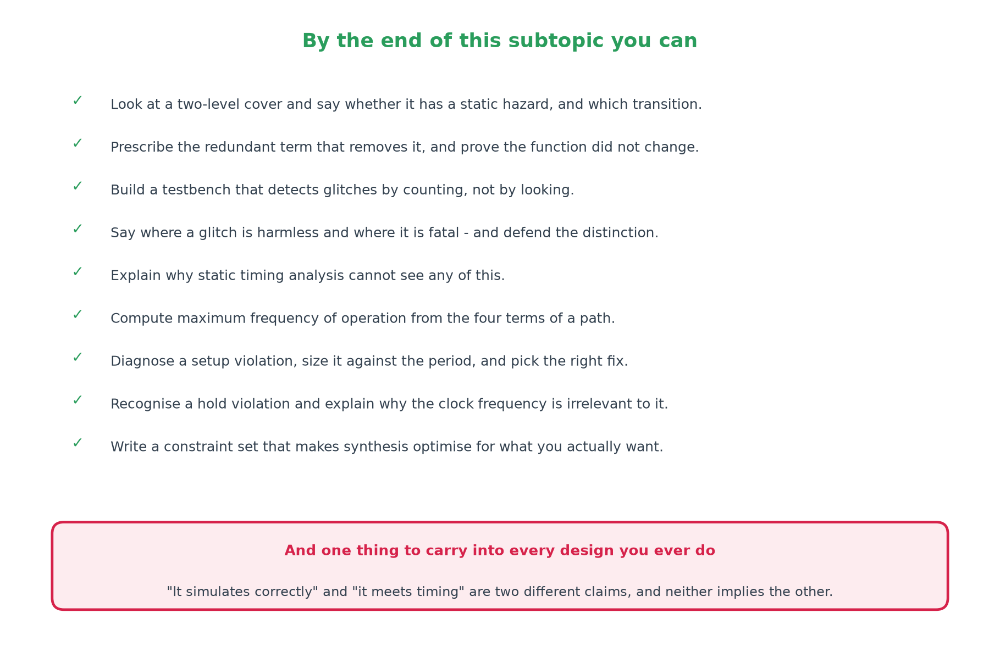 By the end of this subtopic you can
✓ Look at a two-level cover and say whether it has a static hazard, and which transition.
✓ Prescribe the redundant term that removes it, and prove the function did not change.
✓ Build a testbench that detects glitches by counting, not by looking.
✓ Say where a glitch is harmless and where it is fatal - and defend the distinction.
✓ Explain why static timing analysis cannot see any of this.
✓ Compute maximum frequency of operation from the four terms of a path.
✓ Diagnose a setup violation, size it against the period, and pick the right fix.
✓ Recognise a hold violation and explain why the clock frequency is irrelevant to it.
✓ Write a constraint set that makes synthesis optimise for what you actually want.
And one thing to carry into every design you ever do
"It simulates correctly" and "it meets timing" are two different claims, and neither implies the other.